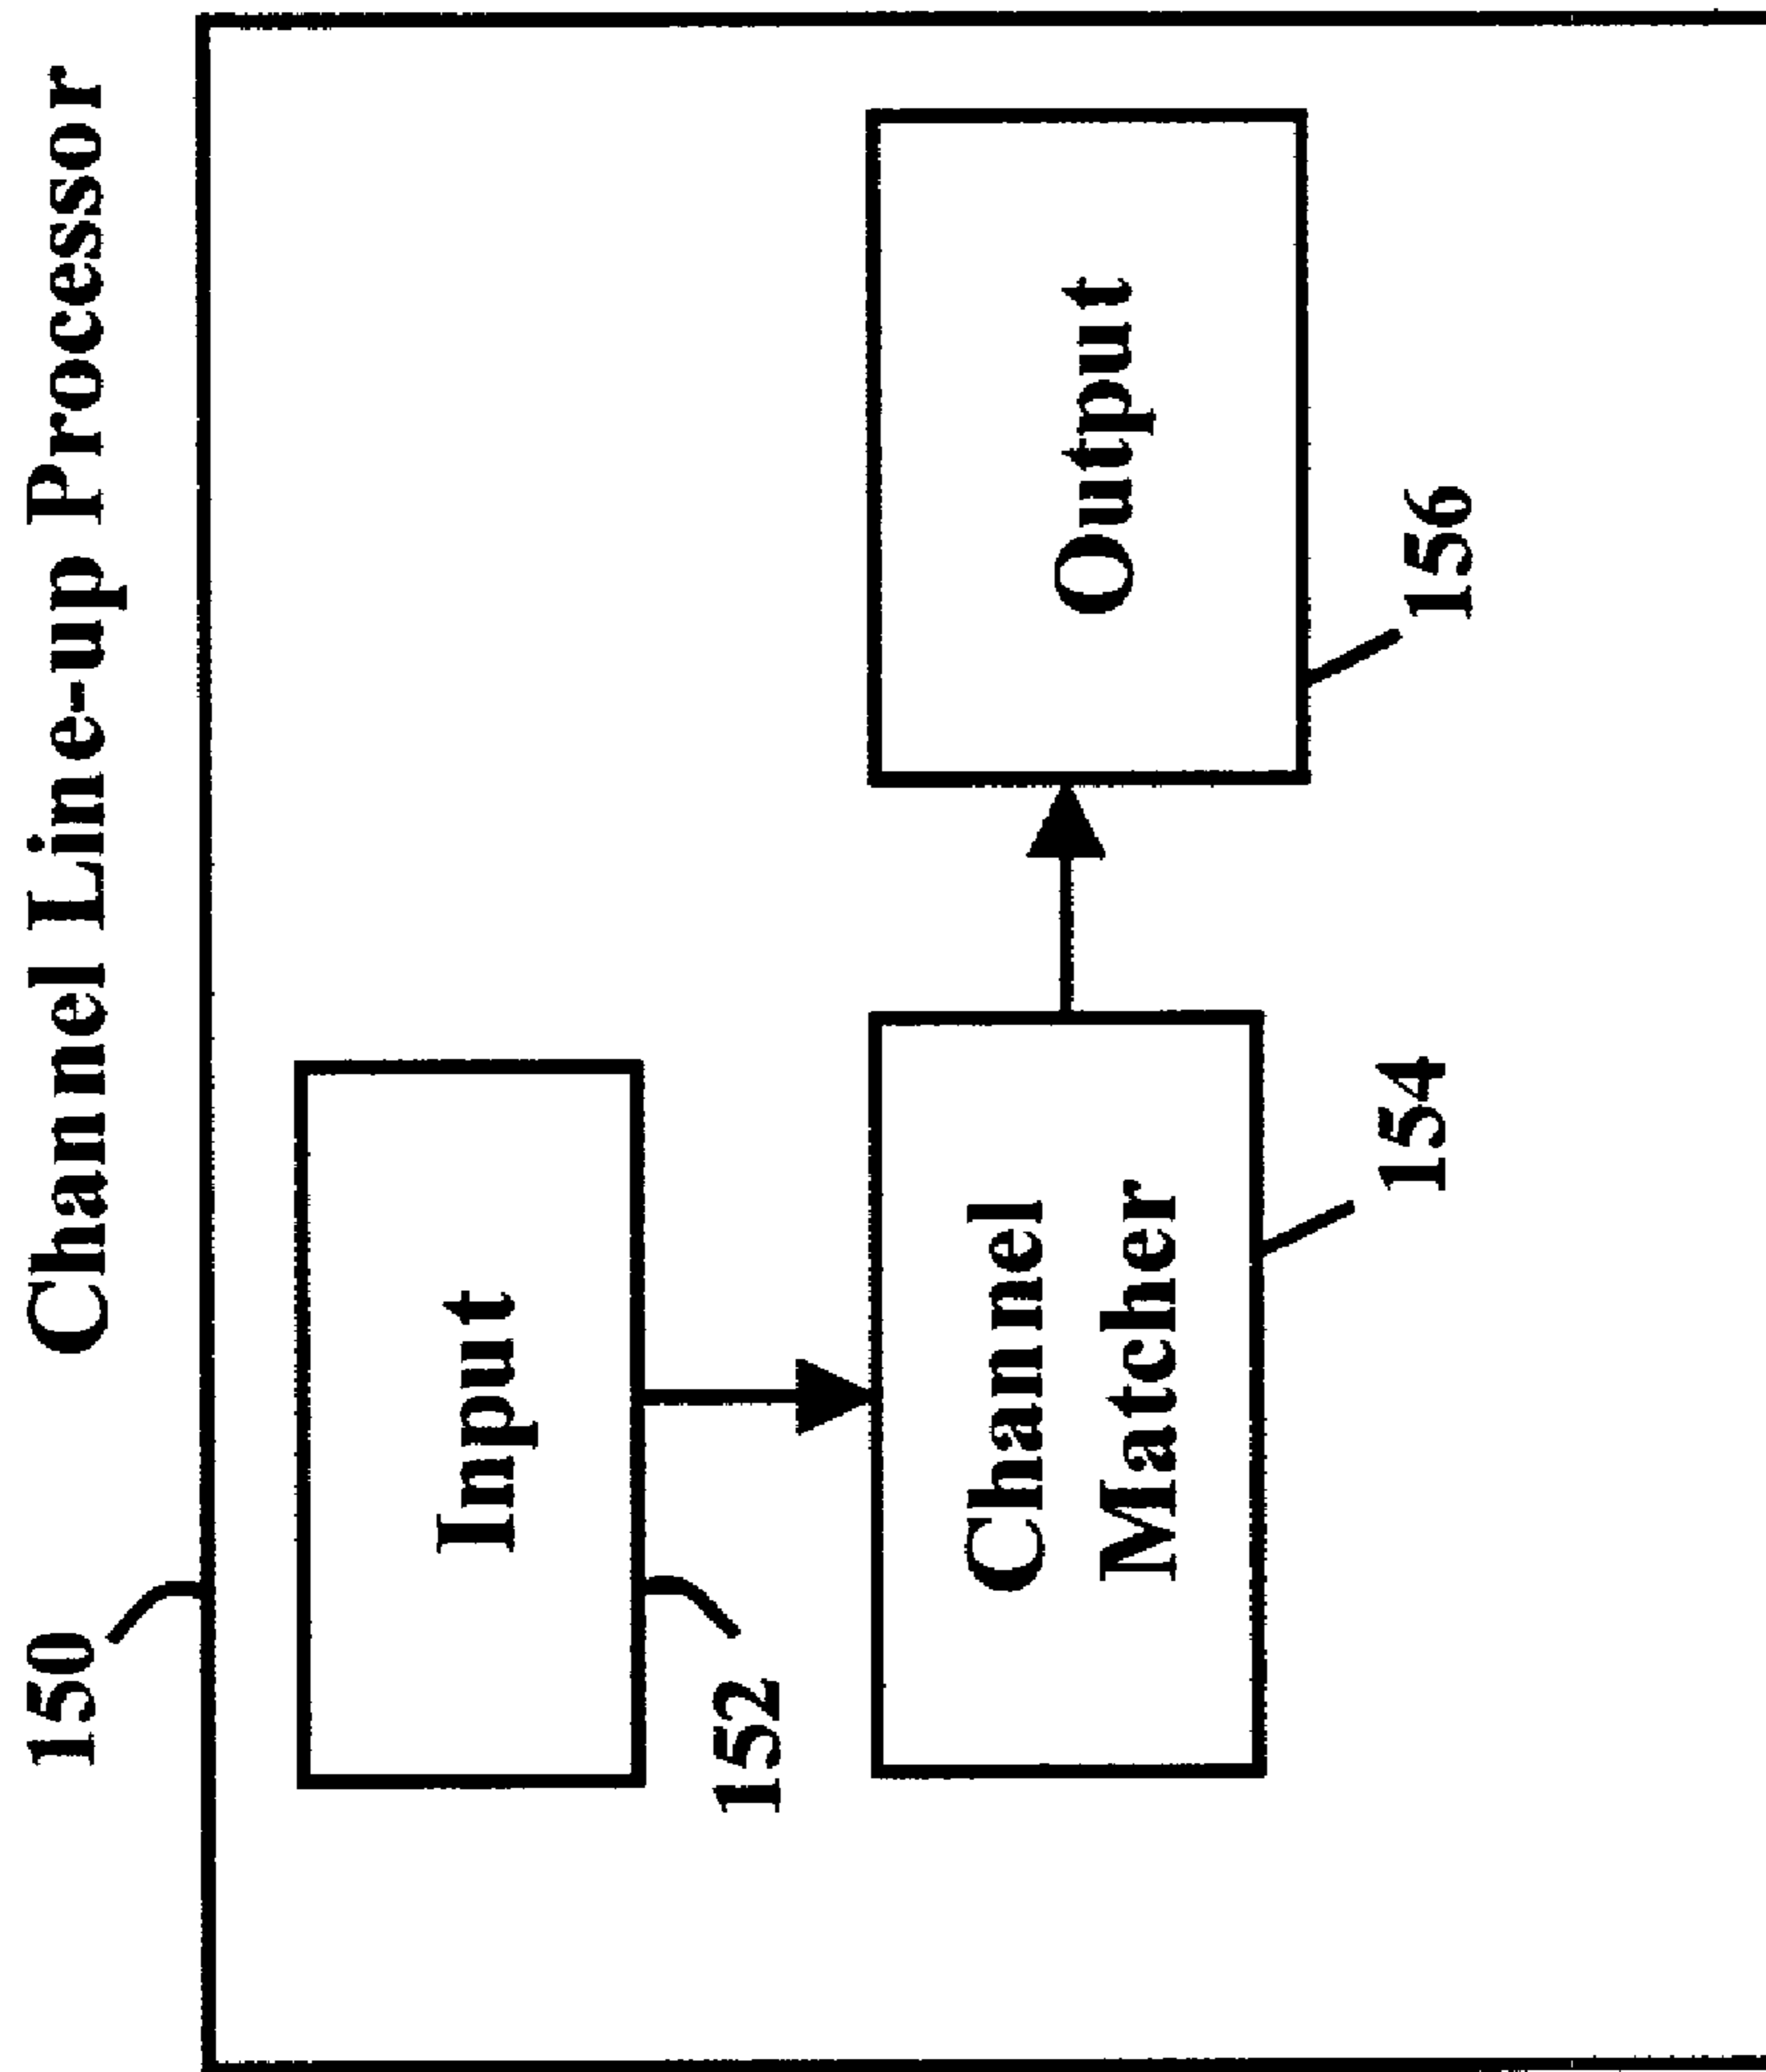 150
Channel Line-up Processor
Input
152
Channel
Matcher
154
Output
156